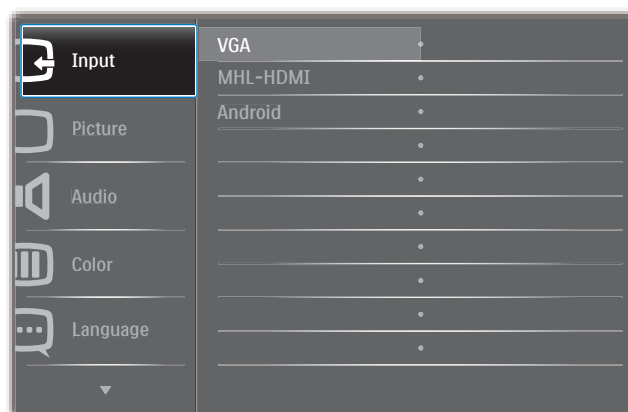 Input
Picture
Audio
Color
Language
VGA
MHL-HDMI
Android